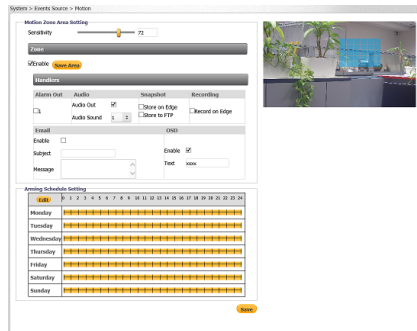 System > Events Source > Motion
Motion Zone Area Setting
Sensitivity 72
Zone
Enable Save Area
Handlers
Alarm Out Audio Snapshot Recording
1 Audio Out Store on Edge Record on Edge
Audio Sound 1 Store to FTP
Email OSD
Enable
Subject
Enable
Text xxxx
Message
Arming Schedule Setting
Edit 0 1 2 3 4 5 6 7 8 9 10 11 12 13 14 15 16 17 18 19 20 21 22 23 24
Monday
Tuesday
Wednesday
Thursday
Friday
Saturday
Sunday
Save